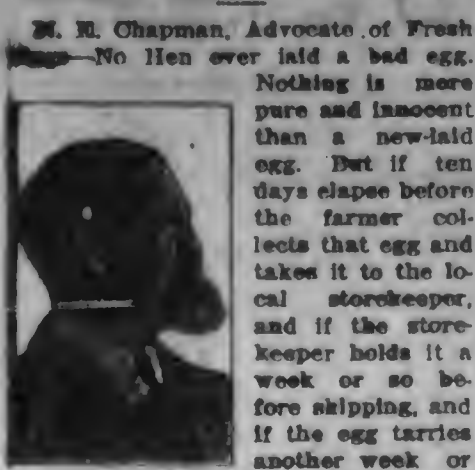 M. E. Chapman, Advocate of Fresh
—No Hen ever laid a bad egg.
Nothing is more
pure and innocent
than a new-laid
egg. But if ten
days elapse before
the farmer col-
lects that egg and
takes it to the lo-
cal storekeeper,
and if the store-
keeper holds it a
week or so be-
fore shipping, and
if the egg tarries
another week or